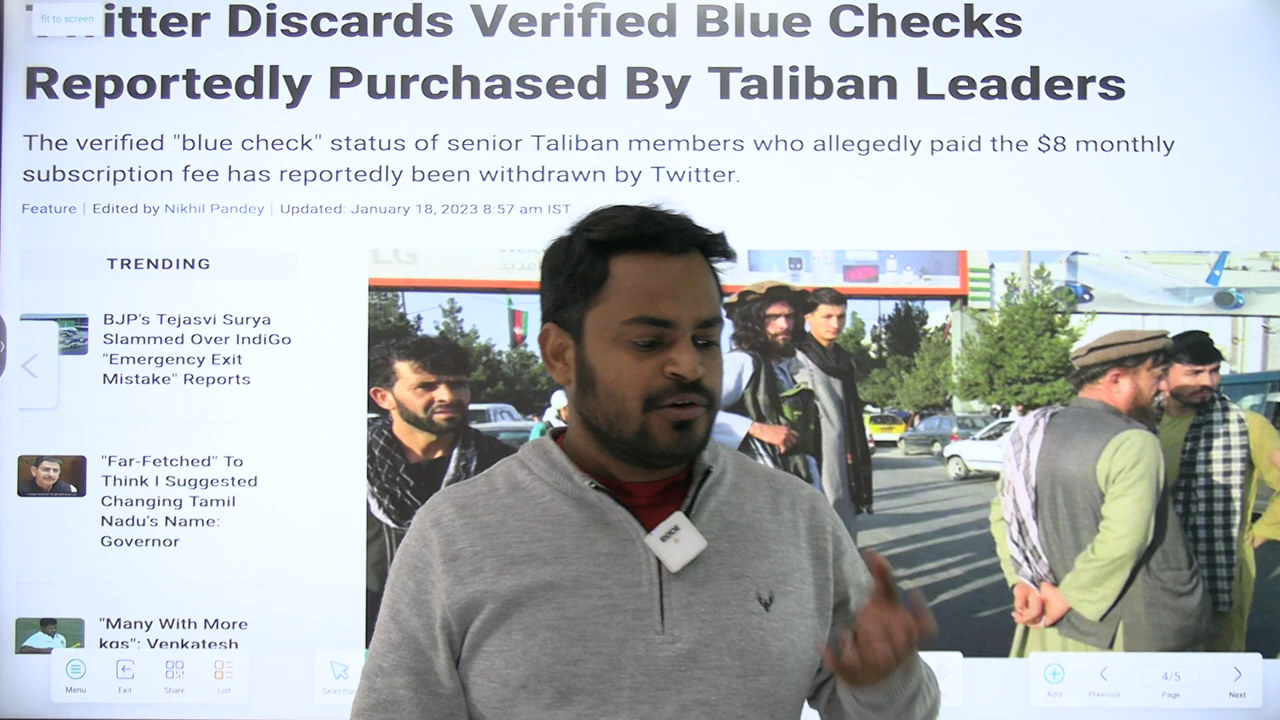 fit to screen
itter Discards Verified Blue Checks
Reportedly Purchased By Taliban Leaders
The verified "blue check" status of senior Taliban members who allegedly paid the $8 monthly
subscription fee has reportedly been withdrawn by Twitter.
Feature | Edited by Nikhil Pandey | Updated: January 18, 2023 8:57 am IST
TRENDING
BJP's Tejasvi Surya
Slammed Over IndiGo
"Emergency Exit
Mistake" Reports
"Far-Fetched" To
Think I Suggested
Changing Tamil
Nadu's Name:
Governor
"Many With More
kgs": Venkatesh
LG
Menu
Exit
Share
List
Selection
Add
Previous
4/5
Page
Next